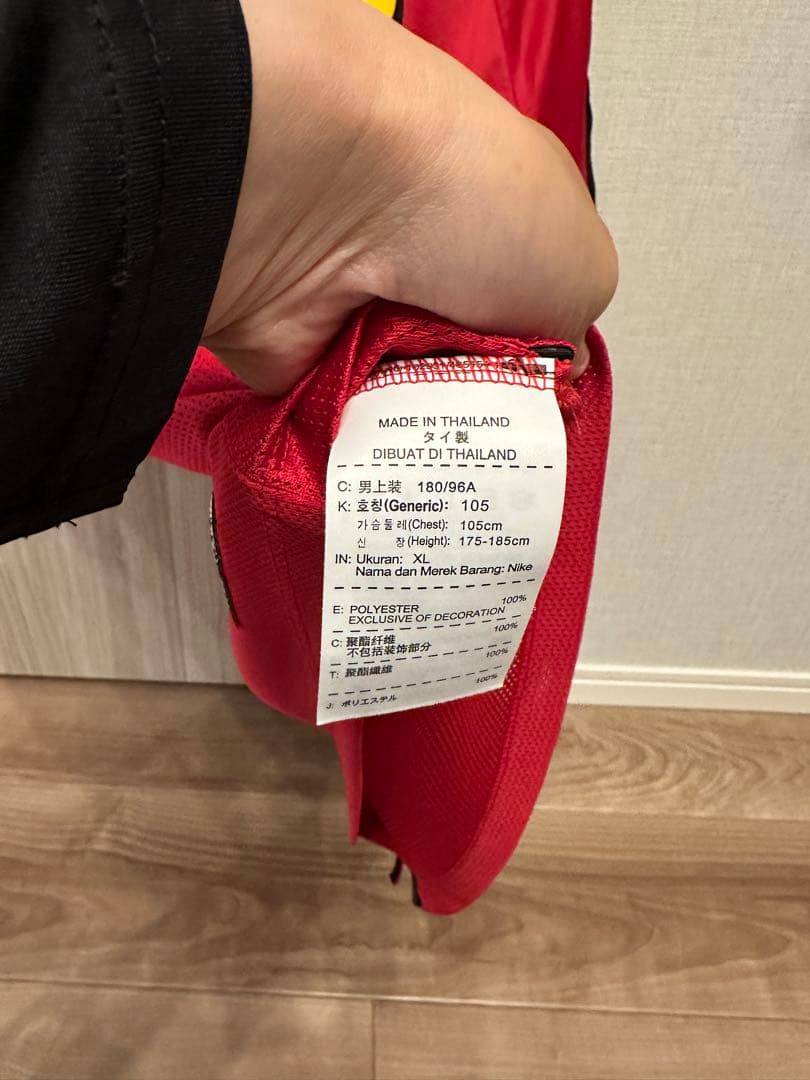 MADE IN THAILAND
タイ製
DIBUAT DI THAILAND
C: 男上装 180/96A
K: 호칭(Generic): 105
가슴둘레(Chest): 105cm
신 장(Height): 175-185cm
IN: Ukuran: XL
Nama dan Merek Barang: Nike
E: POLYESTER 100%
EXCLUSIVE OF DECORATION
C: 聚酯纤维 100%
不包括装饰部分
T: 聚酯纖維 100%
J: ポリエステル 100%